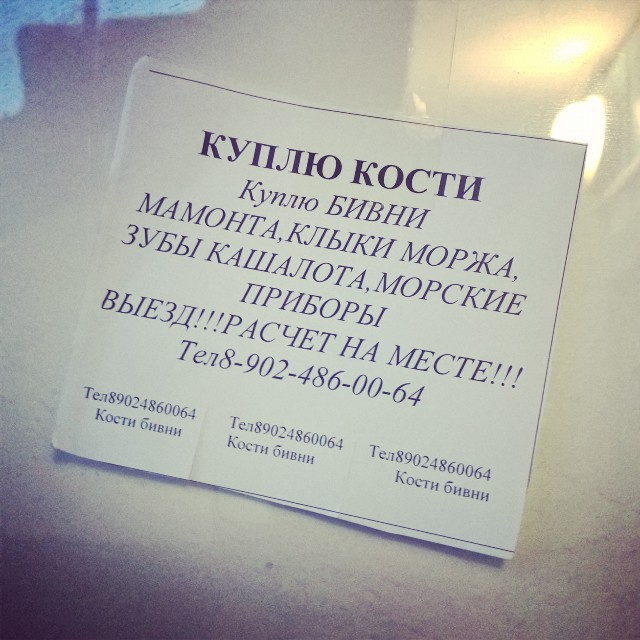 КУПЛЮ КОСТИ
Куплю БИВНИ
МАМОНТА,КЛЫКИ МОРЖА,
ЗУБЫ КАШАЛОТА,МОРСКИЕ
ПРИБОРЫ
ВЫЕЗД!!!РАСЧЕТ НА МЕСТЕ!!!
Тел8-902-486-00-64
Тел89024860064
Кости бивни
Тел89024860064
Кости бивни
Тел89024860064
Кости бивни